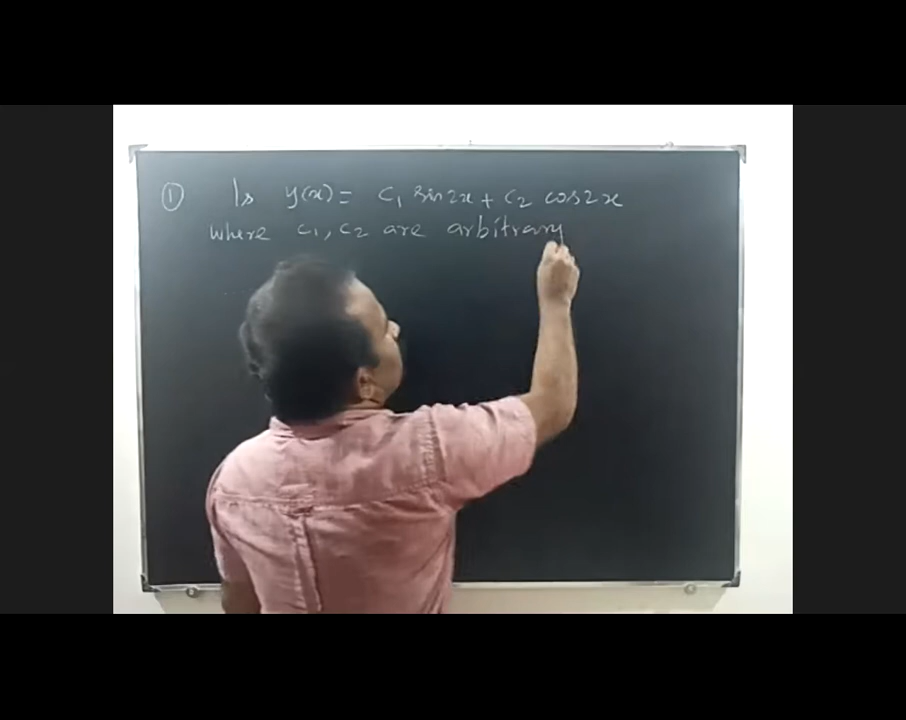 ① Is y(x) = c₁ sin2x + c₂ cos2x
where c₁, c₂ are arbitrary